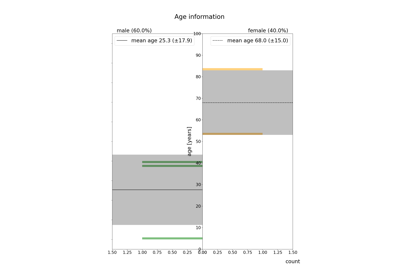 Age information
male (60.0%)
female (40.0%)
mean age 25.3 (±17.9)
mean age 68.0 (±15.0)
100
90
80
70
60
50
40
30
20
10
0
age [years]
1.50 1.25 1.00 0.75 0.50 0.25 0.00 0.25 0.50 0.75 1.00 1.25 1.50
count